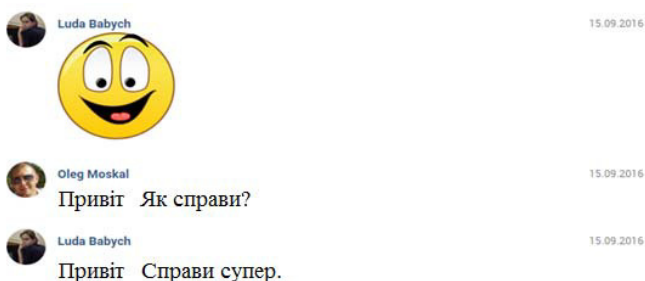 Luda Babych 15.09.2016
Oleg Moskal 15.09.2016
Привіт Як справи?
Luda Babych 15.09.2016
Привіт Справи супер.